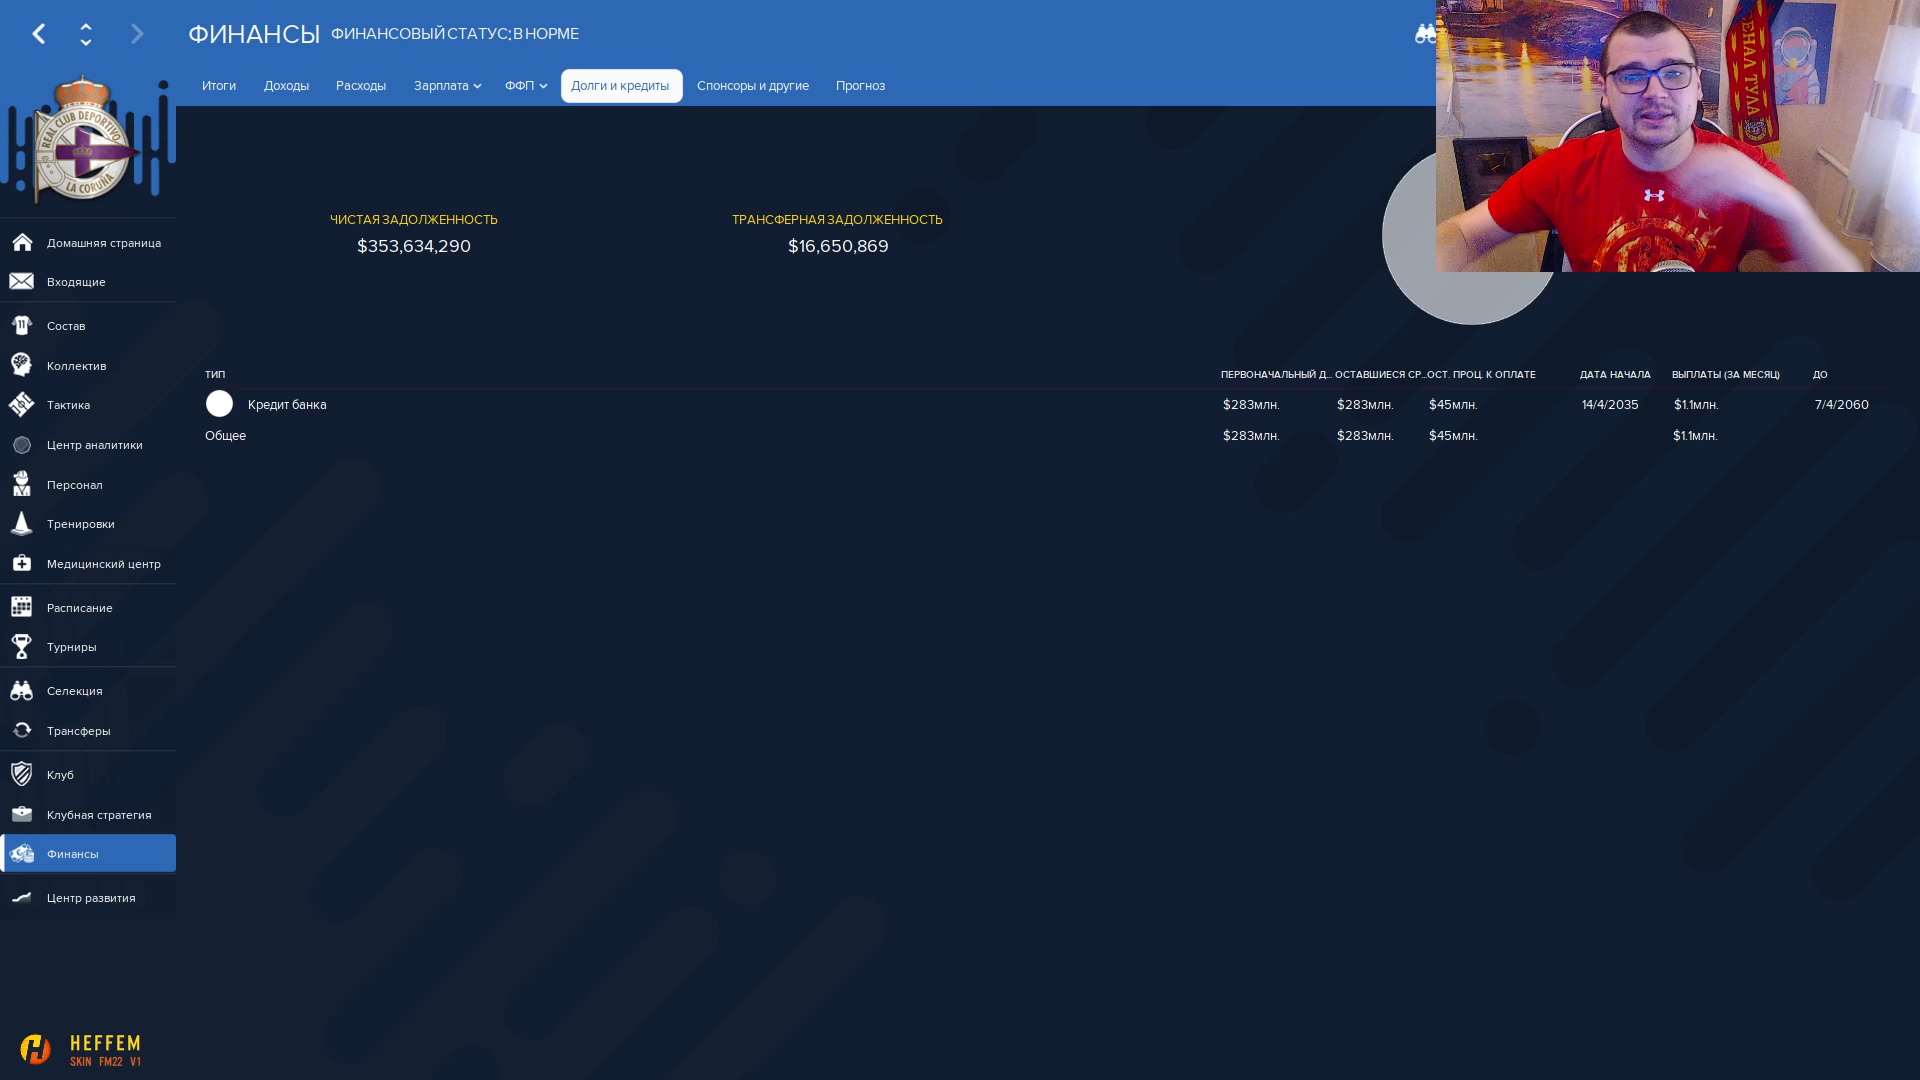 ФИНАНСЫ ФИНАНСОВЫЙ СТАТУС: В НОРМЕ
Итоги Доходы Расходы Зарплата ФФП Долги и кредиты Спонсоры и другие Прогноз
REAL CLUB DEPORTIVO
LA CORUÑA
ТУЛА
ЧИСТАЯ ЗАДОЛЖЕННОСТЬ
$353,634,290
ТРАНСФЕРНАЯ ЗАДОЛЖЕННОСТЬ
$16,650,869
Домашняя страница
Входящие
Состав
Коллектив
Тактика
Центр аналитики
Персонал
Тренировки
Медицинский центр
Расписание
Турниры
Селекция
Трансферы
Клуб
Клубная стратегия
Финансы
Центр развития
ТИП ПЕРВОНАЧАЛЬНЫЙ Д... ОСТАВШИЕСЯ СР... ОСТ. ПРОЦ. К ОПЛАТЕ ДАТА НАЧАЛА ВЫПЛАТЫ (ЗА МЕСЯЦ) ДО
Кредит банка $283млн. $283млн. $45млн. 14/4/2035 $1.1млн. 7/4/2060
Общее $283млн. $283млн. $45млн. $1.1млн.
HEFFEM
SKIN FM22 V1